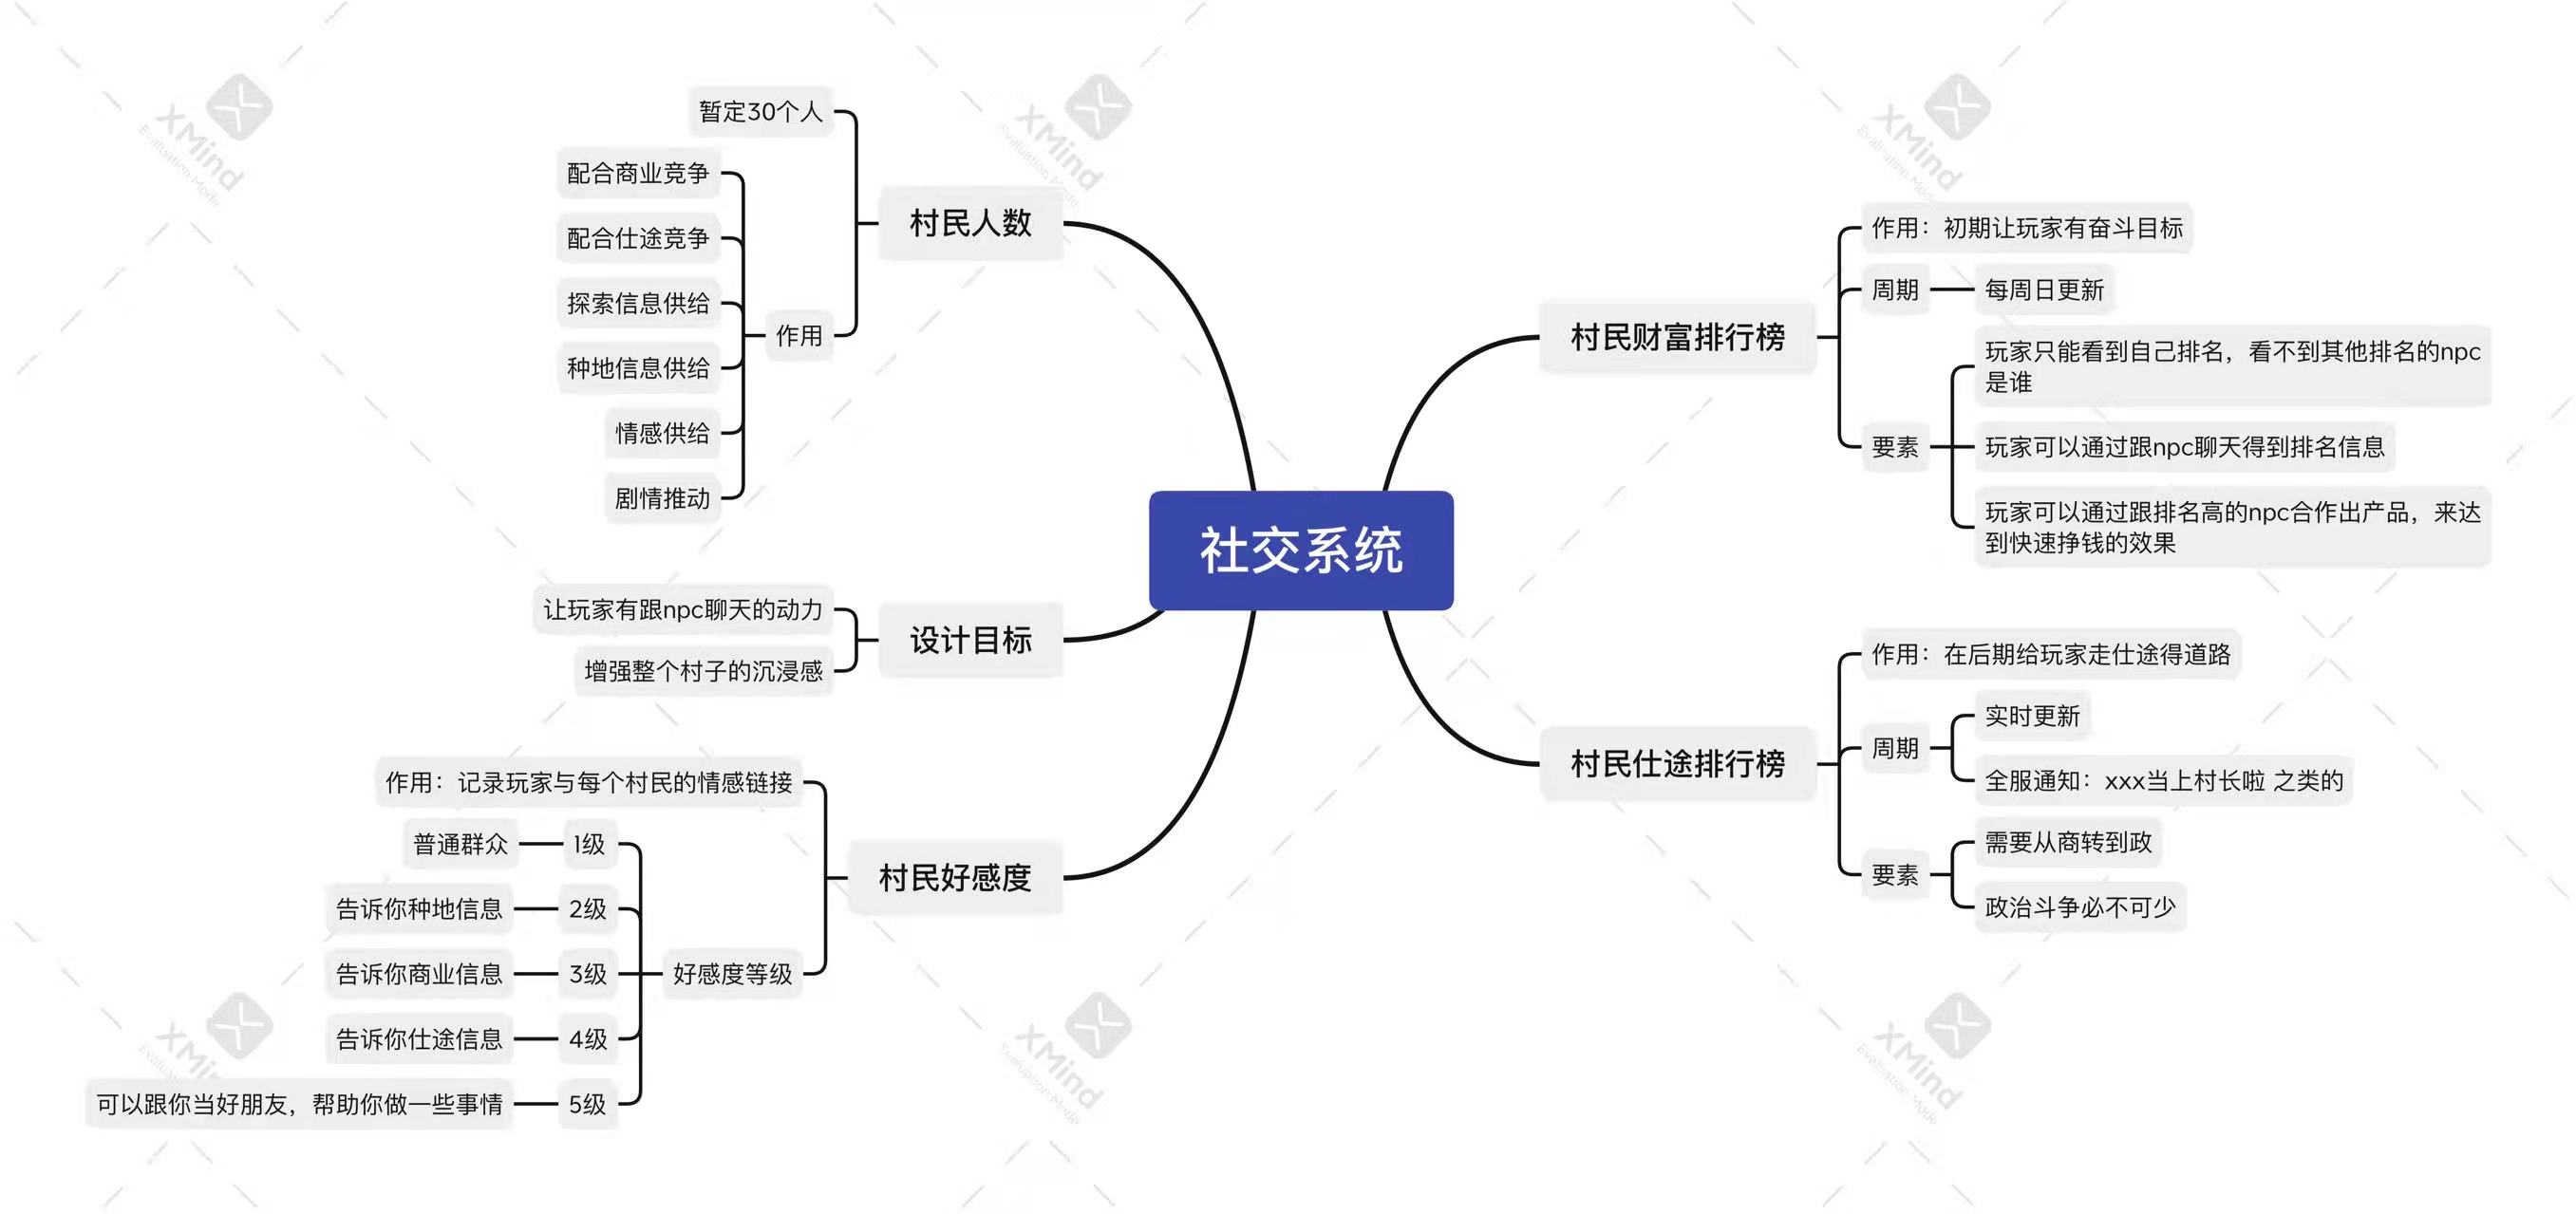 社交系统
村民财富排行榜
作用：初期让玩家有奋斗目标
周期
每周日更新
要素
玩家只能看到自己排名，看不到其他排名的npc
是谁
玩家可以通过跟npc聊天得到排名信息
玩家可以通过跟排名高的npc合作出产品，来达
到快速挣钱的效果
村民仕途排行榜
作用：在后期给玩家走仕途得道路
周期
实时更新
全服通知：xxx当上村长啦 之类的
要素
需要从商转到政
政治斗争必不可少
村民人数
暂定30个人
作用
配合商业竞争
配合仕途竞争
探索信息供给
种地信息供给
情感供给
剧情推动
设计目标
让玩家有跟npc聊天的动力
增强整个村子的沉浸感
村民好感度
作用：记录玩家与每个村民的情感链接
好感度等级
1级
普通群众
2级
告诉你种地信息
3级
告诉你商业信息
4级
告诉你仕途信息
5级
可以跟你当好朋友，帮助你做一些事情
XMind
Evaluation Mode
XMind
Evaluation Mode
XMind
Evaluation Mode
XMind
XMind
Evaluation Mode
XMind
Evaluation Mode